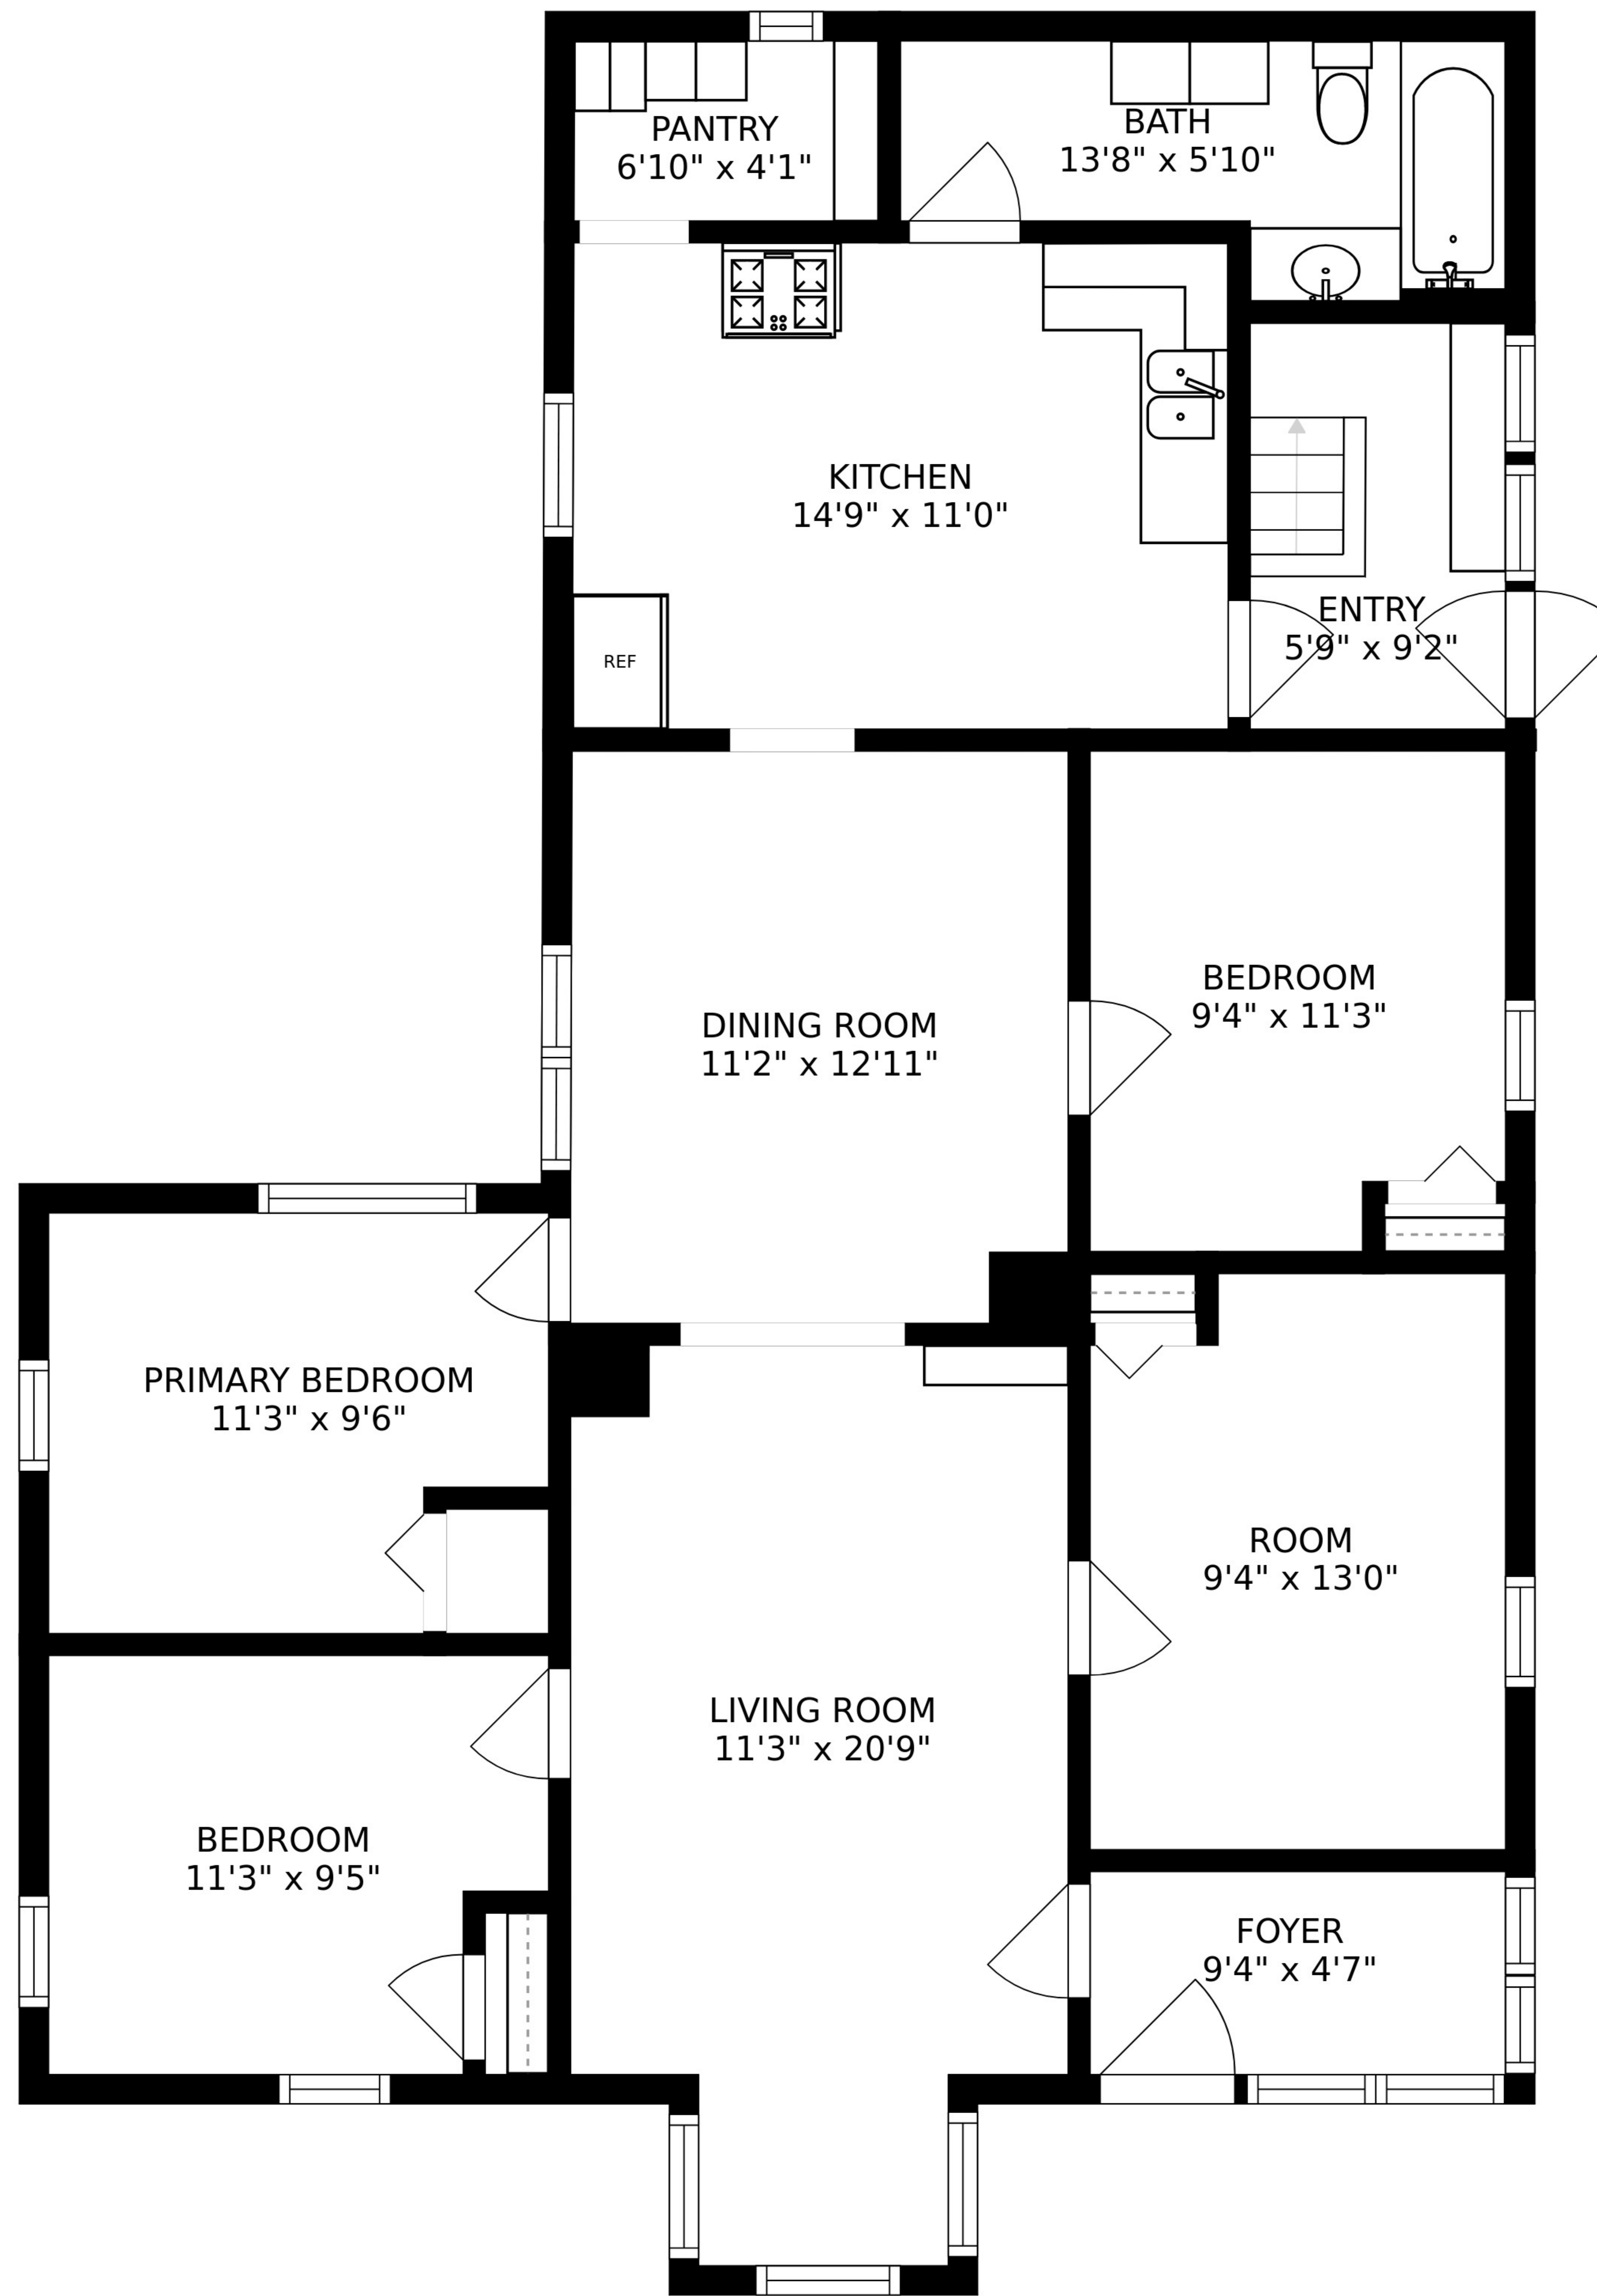 PANTRY
6'10" x 4'1"
BATH
13'8" x 5'10"
KITCHEN
14'9" x 11'0"
ENTRY
5'9" x 9'2"
REF
DINING ROOM
11'2" x 12'11"
BEDROOM
9'4" x 11'3"
PRIMARY BEDROOM
11'3" x 9'6"
ROOM
9'4" x 13'0"
LIVING ROOM
11'3" x 20'9"
BEDROOM
11'3" x 9'5"
FOYER
9'4" x 4'7"